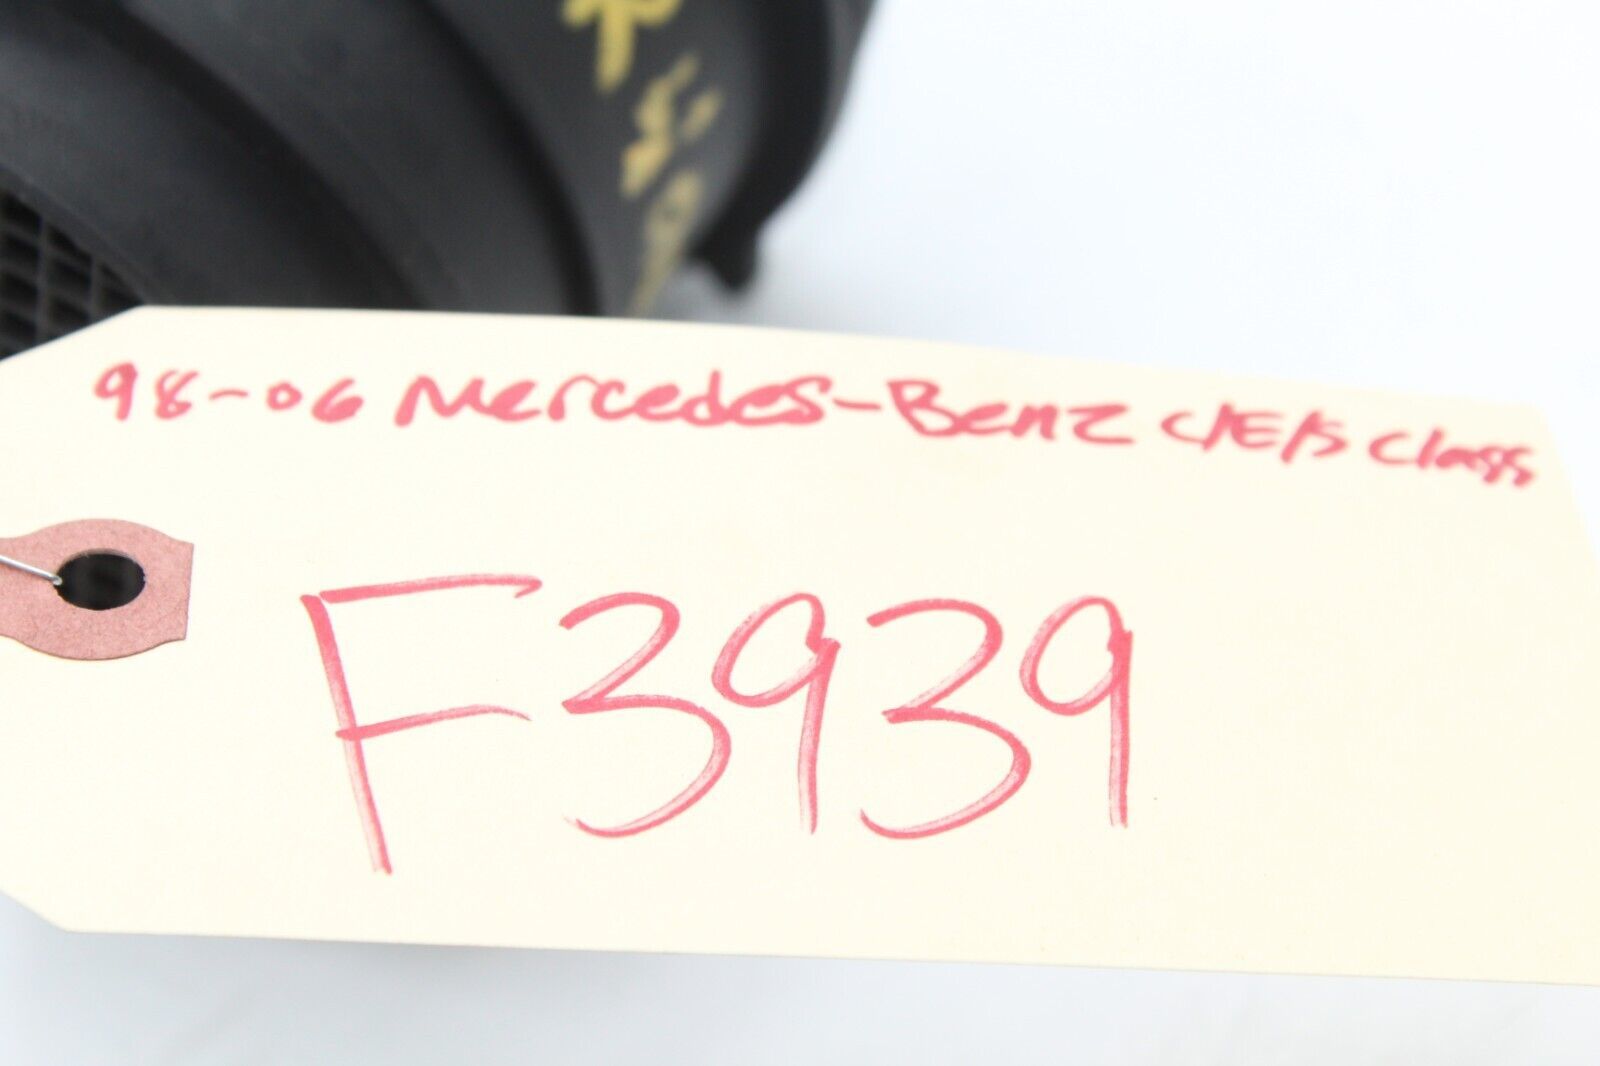 98-06 Mercedes-Benz C/E/S Class
F3939